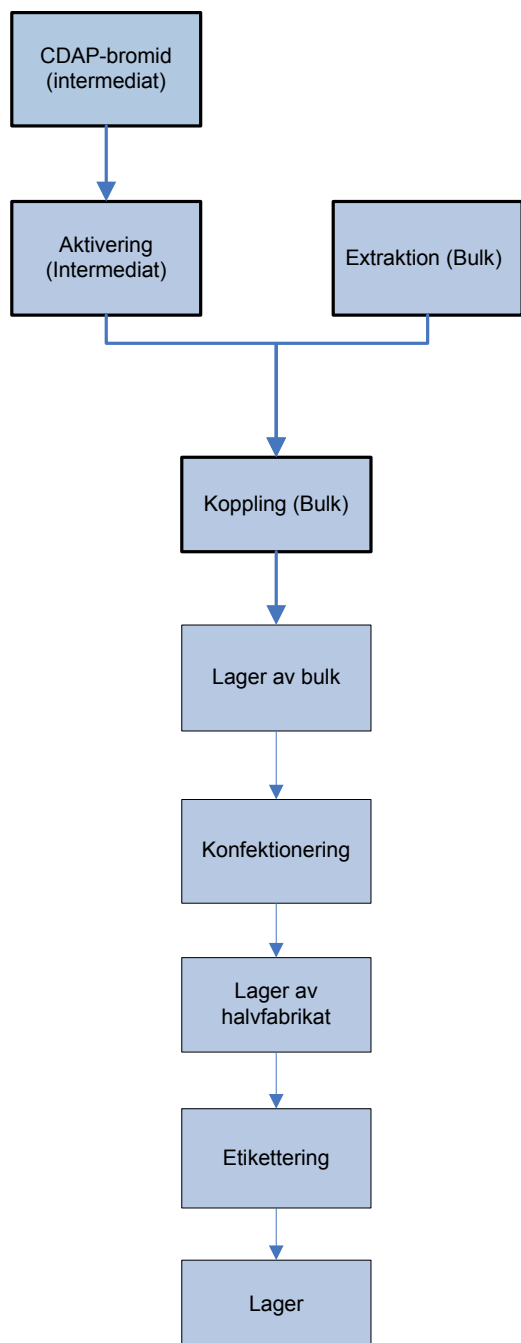 CDAP-bromid
(intermediat)
Aktivering
(Intermediat)
Extraktion (Bulk)
Koppling (Bulk)
Lager av bulk
Konfektionering
Lager av
halvfabrikat
Etikettering
Lager